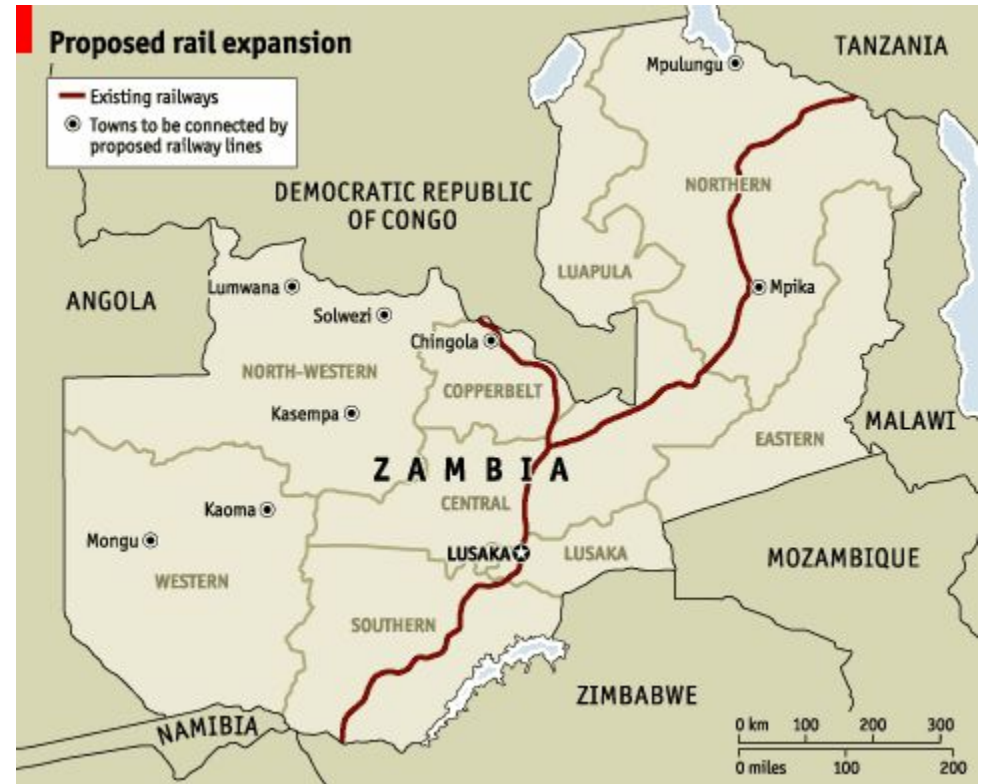 Proposed rail expansion
Existing railways
Towns to be connected by
proposed railway lines
TANZANIA
Mpulungu
DEMOCRATIC REPUBLIC
OF CONGO
NORTHERN
LUAPULA
ANGOLA
Lumwana
Mpika
Solwezi
Chingola
NORTH-WESTERN
COPPERBELT
Kasempa
MALAWI
EASTERN
ZAMBIA
CENTRAL
Kaoma
Mongu
LUSAKA
LUSAKA
MOZAMBIQUE
WESTERN
SOUTHERN
ZIMBABWE
NAMIBIA
0 km 100 200 300
0 miles 100 200